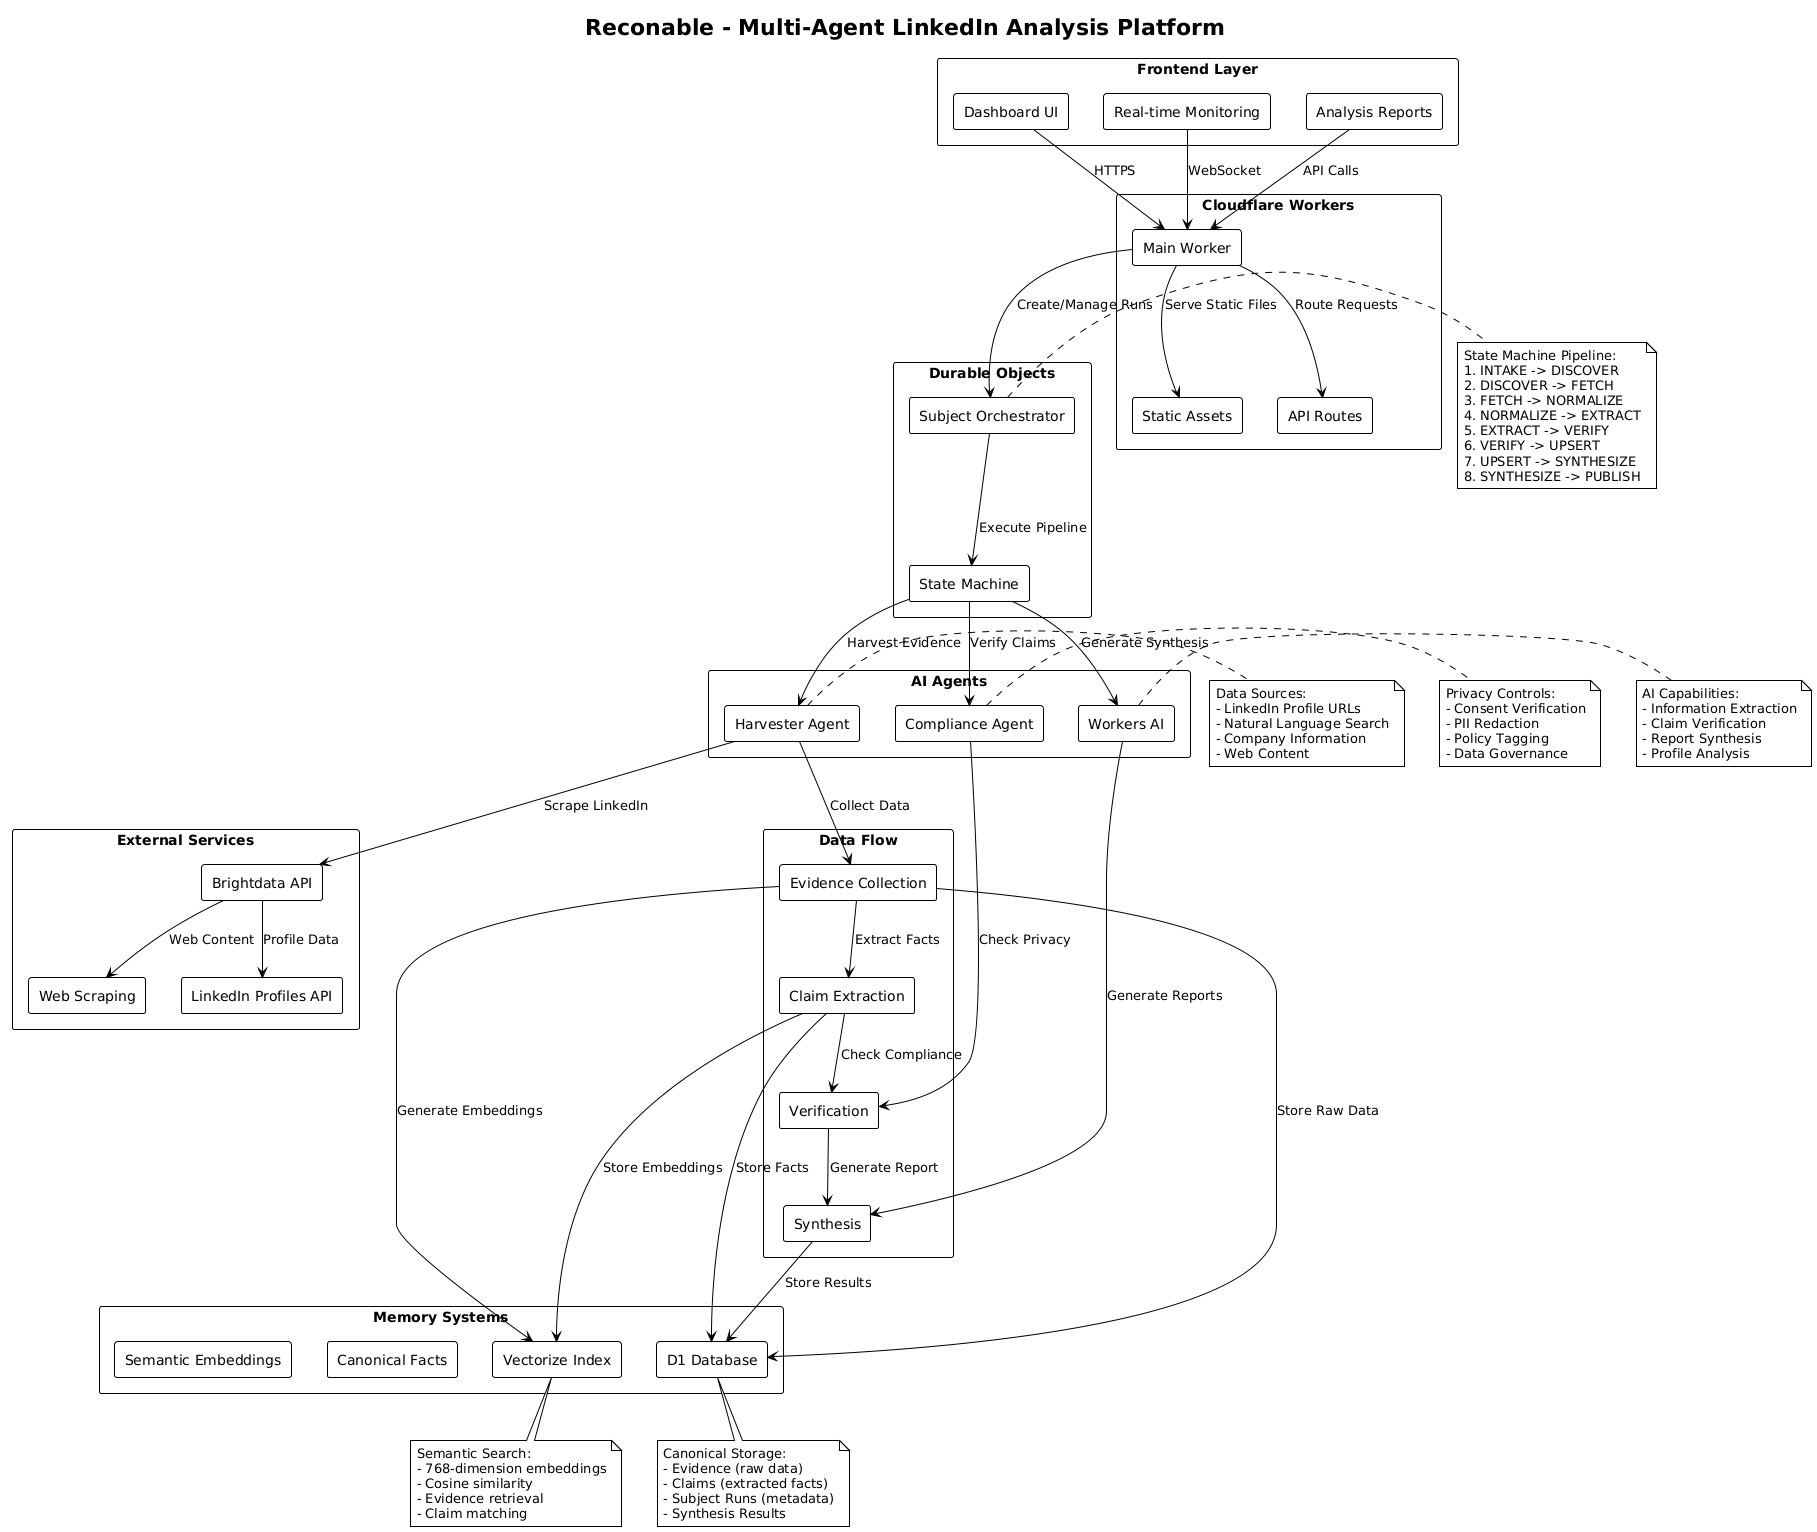 Reconable - Multi-Agent LinkedIn Analysis Platform
Frontend Layer
Dashboard UI
Real-time Monitoring
Analysis Reports
HTTPS
WebSocket
API Calls
Cloudflare Workers
Main Worker
Create/Manage Runs
Serve Static Files
Route Requests
State Machine Pipeline:
1. INTAKE -> DISCOVER
2. DISCOVER -> FETCH
3. FETCH -> NORMALIZE
4. NORMALIZE -> EXTRACT
5. EXTRACT -> VERIFY
6. VERIFY -> UPSERT
7. UPSERT -> SYNTHESIZE
8. SYNTHESIZE -> PUBLISH
Durable Objects
Subject Orchestrator
Static Assets
API Routes
Execute Pipeline
State Machine
Harvest Evidence
Verify Claims
Generate Synthesis
AI Agents
Harvester Agent
Compliance Agent
Workers AI
Data Sources:
- LinkedIn Profile URLs
- Natural Language Search
- Company Information
- Web Content
Privacy Controls:
- Consent Verification
- PII Redaction
- Policy Tagging
- Data Governance
AI Capabilities:
- Information Extraction
- Claim Verification
- Report Synthesis
- Profile Analysis
Scrape LinkedIn
Collect Data
External Services
Brightdata API
Web Content
Profile Data
Web Scraping
LinkedIn Profiles API
Data Flow
Evidence Collection
Extract Facts
Check Privacy
Claim Extraction
Generate Reports
Check Compliance
Generate Embeddings
Verification
Store Raw Data
Store Embeddings
Store Facts
Generate Report
Synthesis
Store Results
Memory Systems
Semantic Embeddings
Canonical Facts
Vectorize Index
D1 Database
Semantic Search:
- 768-dimension embeddings
- Cosine similarity
- Evidence retrieval
- Claim matching
Canonical Storage:
- Evidence (raw data)
- Claims (extracted facts)
- Subject Runs (metadata)
- Synthesis Results